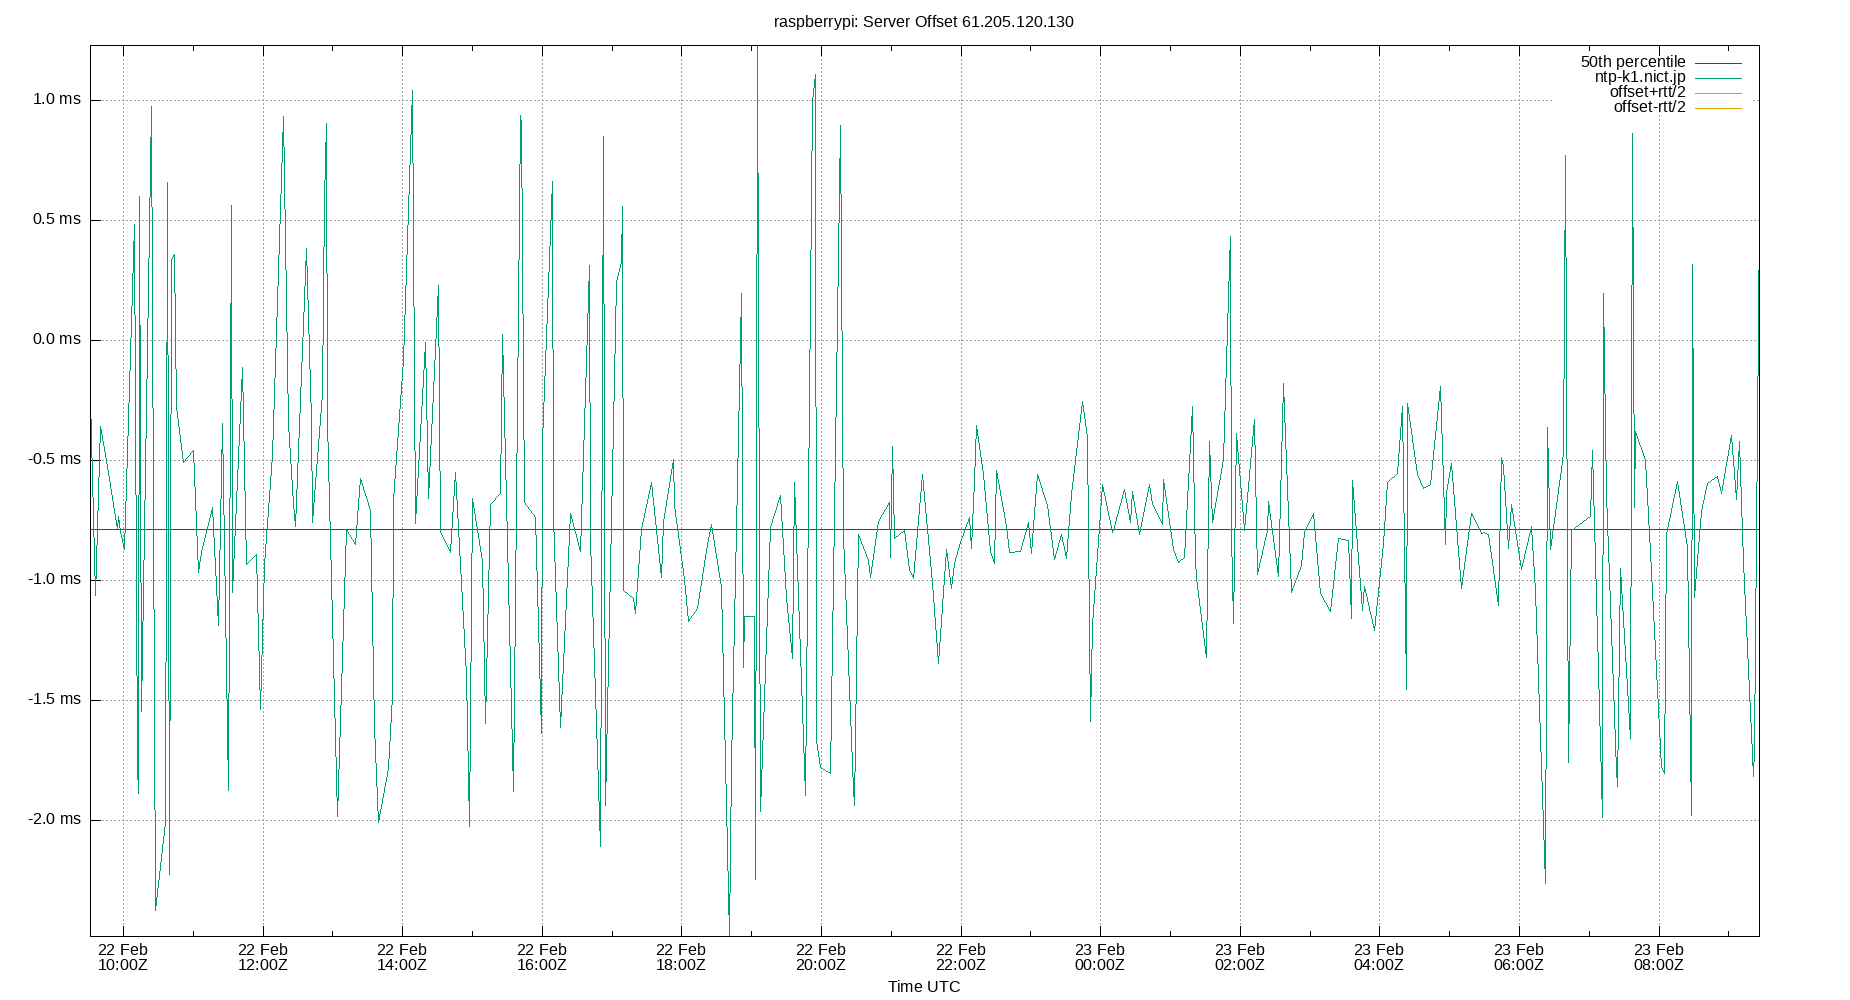 raspberrypi: Server Offset 61.205.120.130
50th percentile
ntp-k1.nict.jp
offset+rtt/2
offset-rtt/2
1.0 ms
0.5 ms
0.0 ms
-0.5 ms
-1.0 ms
-1.5 ms
-2.0 ms
22 Feb 22 Feb 22 Feb 22 Feb 22 Feb 22 Feb 22 Feb 23 Feb 23 Feb 23 Feb 23 Feb 23 Feb
10:00Z 12:00Z 14:00Z 16:00Z 18:00Z 20:00Z 22:00Z 00:00Z 02:00Z 04:00Z 06:00Z 08:00Z
Time UTC